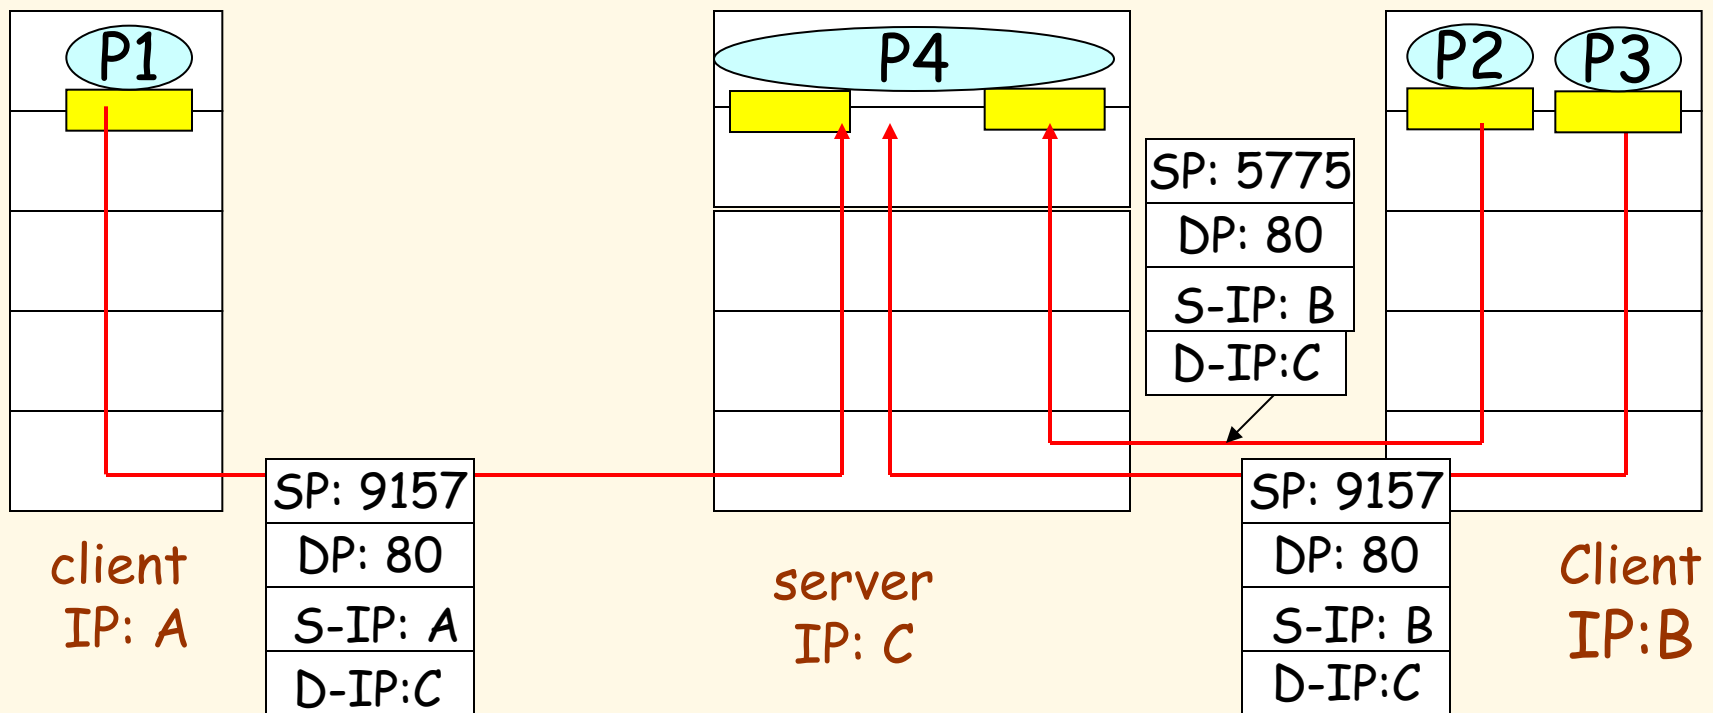 P1
P4
P2
P3
SP: 5775
DP: 80
S-IP: B
D-IP:C
SP: 9157
DP: 80
S-IP: A
D-IP:C
SP: 9157
DP: 80
S-IP: B
D-IP:C
client
IP: A
server
IP: C
Client
IP:B